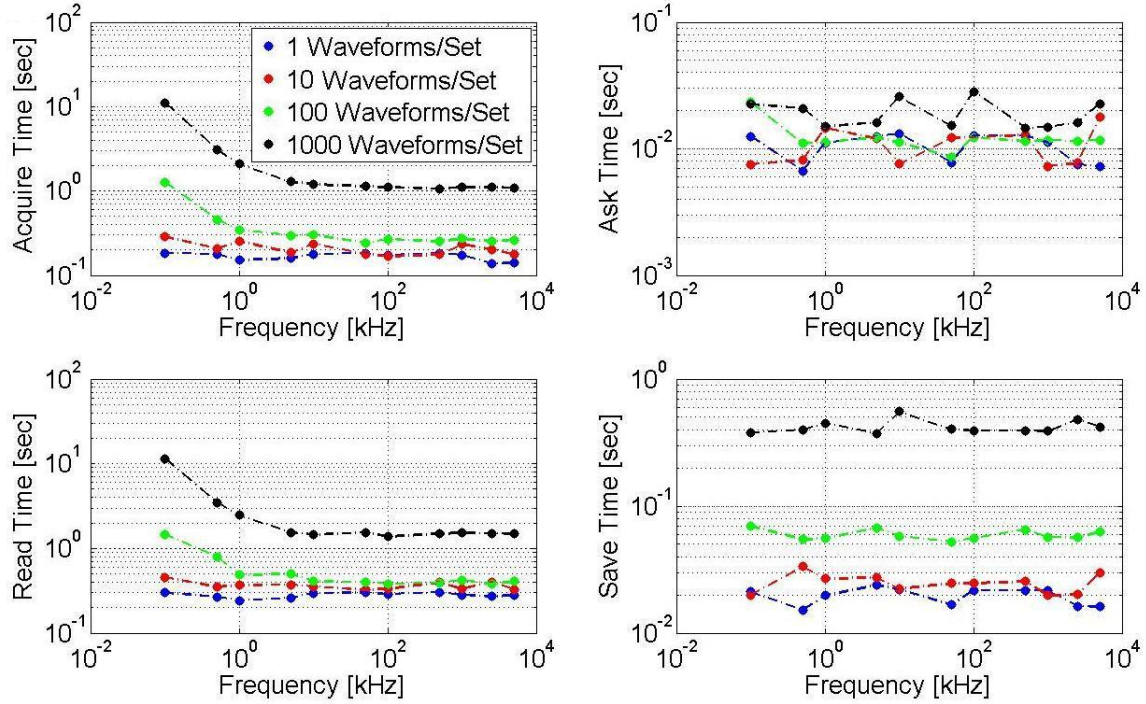 10^2
10^1
10^0
10^-1
Acquire Time [sec]
1 Waveforms/Set
10 Waveforms/Set
100 Waveforms/Set
1000 Waveforms/Set
10^-2 10^0 10^2 10^4
Frequency [kHz]
10^-1
10^-2
10^-3
Ask Time [sec]
10^-2 10^0 10^2 10^4
Frequency [kHz]
10^2
10^1
10^0
10^-1
Read Time [sec]
10^-2 10^0 10^2 10^4
Frequency [kHz]
10^0
10^-1
10^-2
Save Time [sec]
10^-2 10^0 10^2 10^4
Frequency [kHz]